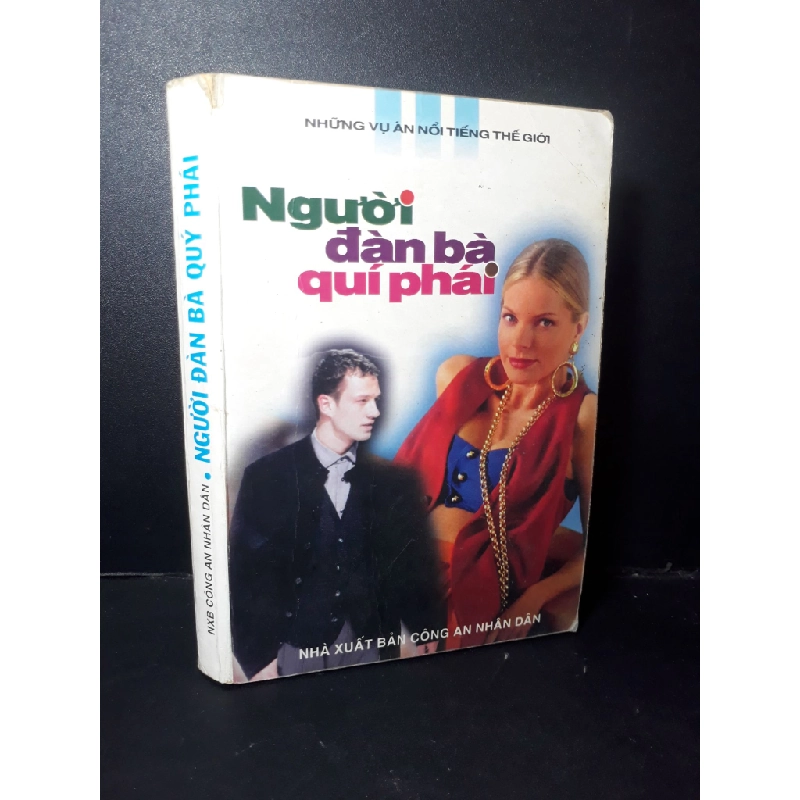 NHỮNG VỤ ÁN NỔI TIẾNG THẾ GIỚI
Người
đàn bà
quí phái
NHÀ XUẤT BẢN CÔNG AN NHÂN DÂN
NXB CÔNG AN NHÂN DÂN • NGƯỜI ĐÀN BÀ QUÝ PHÁI